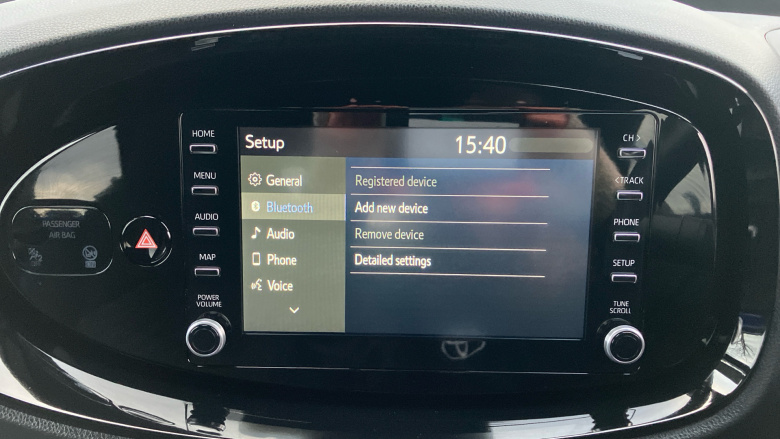 Setup 15:40
General
Bluetooth
Audio
Phone
Voice
Registered device
Add new device
Remove device
Detailed settings
HOME
MENU
AUDIO
MAP
POWER
VOLUME
CH >
<TRACK
PHONE
SETUP
TUNE
SCROLL
PASSENGER
AIR BAG